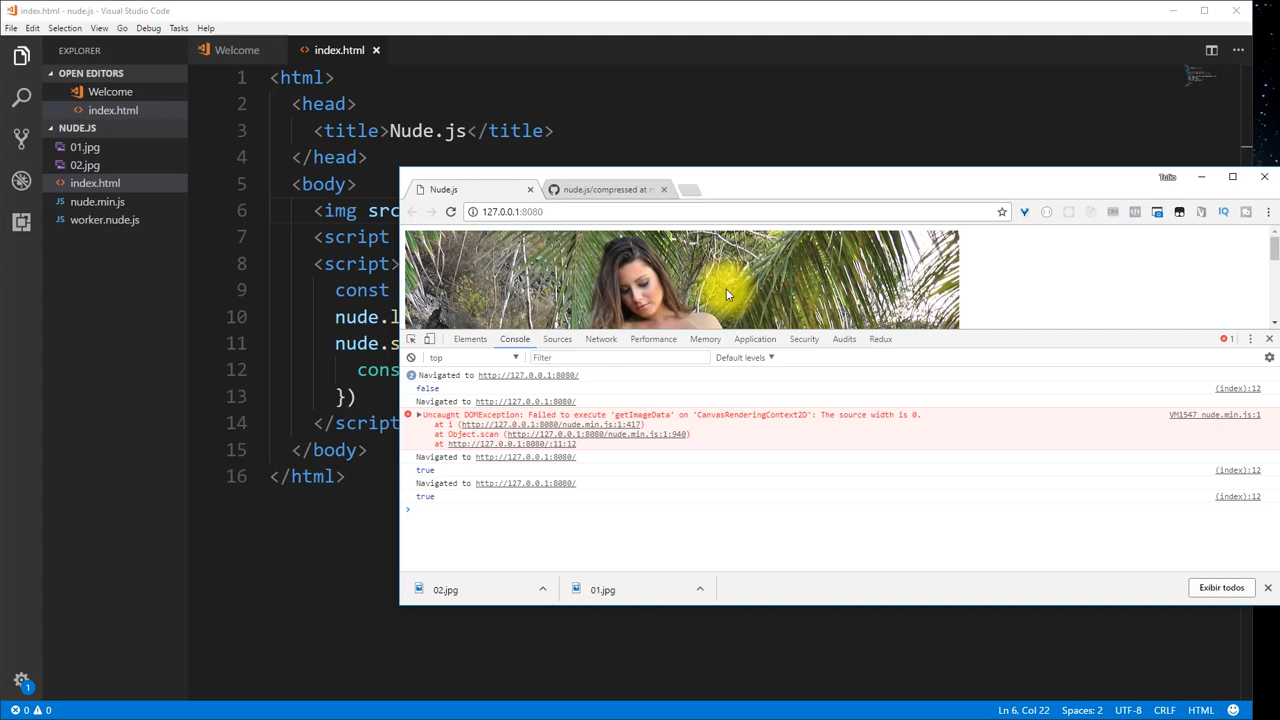 index.html - nude.js - Visual Studio Code
File Edit Selection View Go Debug Tasks Help
EXPLORER
OPEN EDITORS
Welcome
index.html
NUDE.JS
01.jpg
02.jpg
index.html
nude.min.js
worker.nude.js
Welcome
index.html
1 <html>
2 <head>
3 <title>Nude.js</title>
4 </head>
5 <body>
6 <img src
7 <script
8 <script>
9 const
10 nude.l
11 nude.s
12 cons
13 })
14 </script
15 </body>
16 </html>
Nude.js
nude.js/compressed at m
Tulio
127.0.0.1:8080
Elements Console Sources Network Performance Memory Application Security Audits Redux
1
top Filter Default levels
2 Navigated to http://127.0.0.1:8080/
false (index):12
Navigated to http://127.0.0.1:8080/
Uncaught DOMException: Failed to execute 'getImageData' on 'CanvasRenderingContext2D': The source width is 0. VM1547 nude.min.js:1
at i (http://127.0.0.1:8080/nude.min.js:1:417)
at Object.scan (http://127.0.0.1:8080/nude.min.js:1:940)
at http://127.0.0.1:8080/:11:12
Navigated to http://127.0.0.1:8080/
true (index):12
Navigated to http://127.0.0.1:8080/
true (index):12
02.jpg
01.jpg
Exibir todos
1
0 0 Ln 6, Col 22 Spaces: 2 UTF-8 CRLF HTML